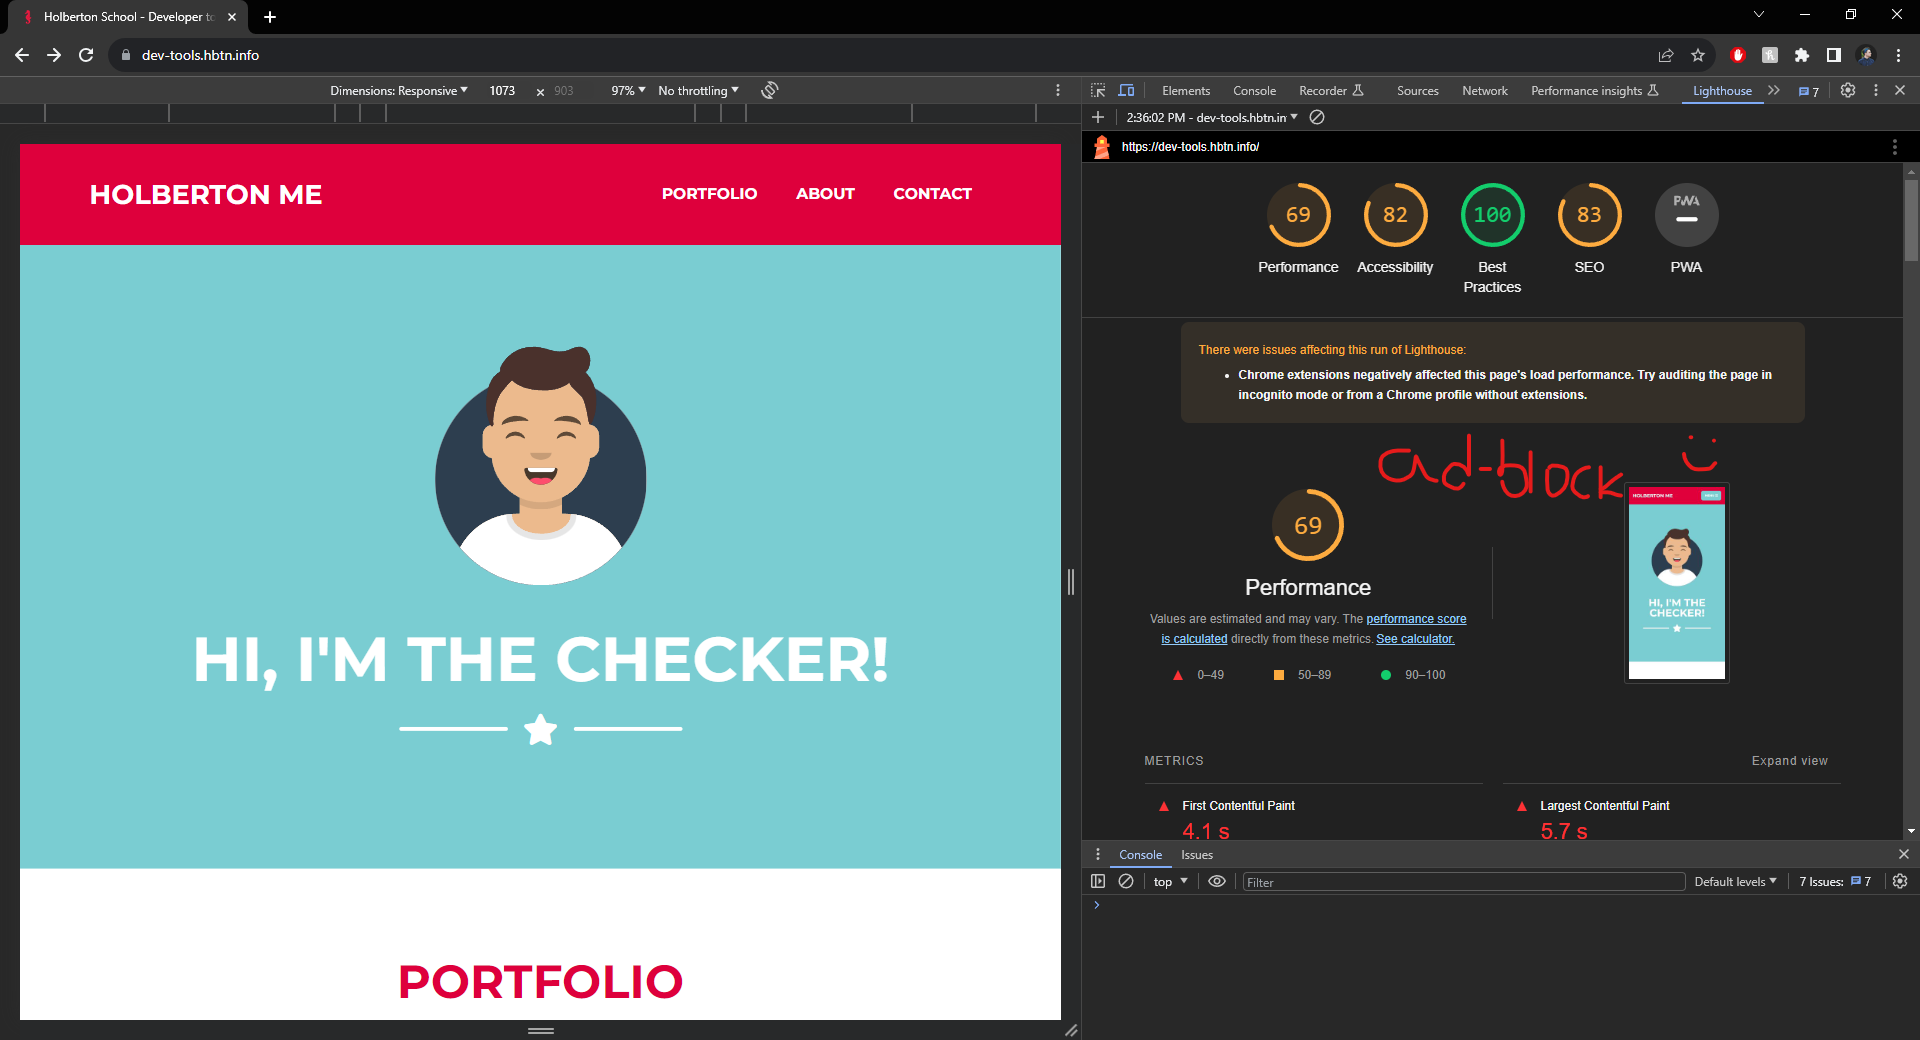 Holberton School - Developer to
dev-tools.hbtn.info
Dimensions: Responsive 1073 × 903 97% No throttling
Elements Console Recorder Sources Network Performance insights Lighthouse 7
2:36:02 PM - dev-tools.hbtn.in
https://dev-tools.hbtn.info/
HOLBERTON ME PORTFOLIO ABOUT CONTACT
HI, I'M THE CHECKER!
PORTFOLIO
69 82 100 83 PWA
Performance Accessibility Best Practices SEO PWA
There were issues affecting this run of Lighthouse:
• Chrome extensions negatively affected this page's load performance. Try auditing the page in
incognito mode or from a Chrome profile without extensions.
ad-block
69
Performance
Values are estimated and may vary. The performance score
is calculated directly from these metrics. See calculator.
0–49 50–89 90–100
HOLBERTON ME
HI, I'M THE
CHECKER!
METRICS Expand view
First Contentful Paint Largest Contentful Paint
4.1 s 5.7 s
Console Issues
top Filter Default levels 7 Issues: 7